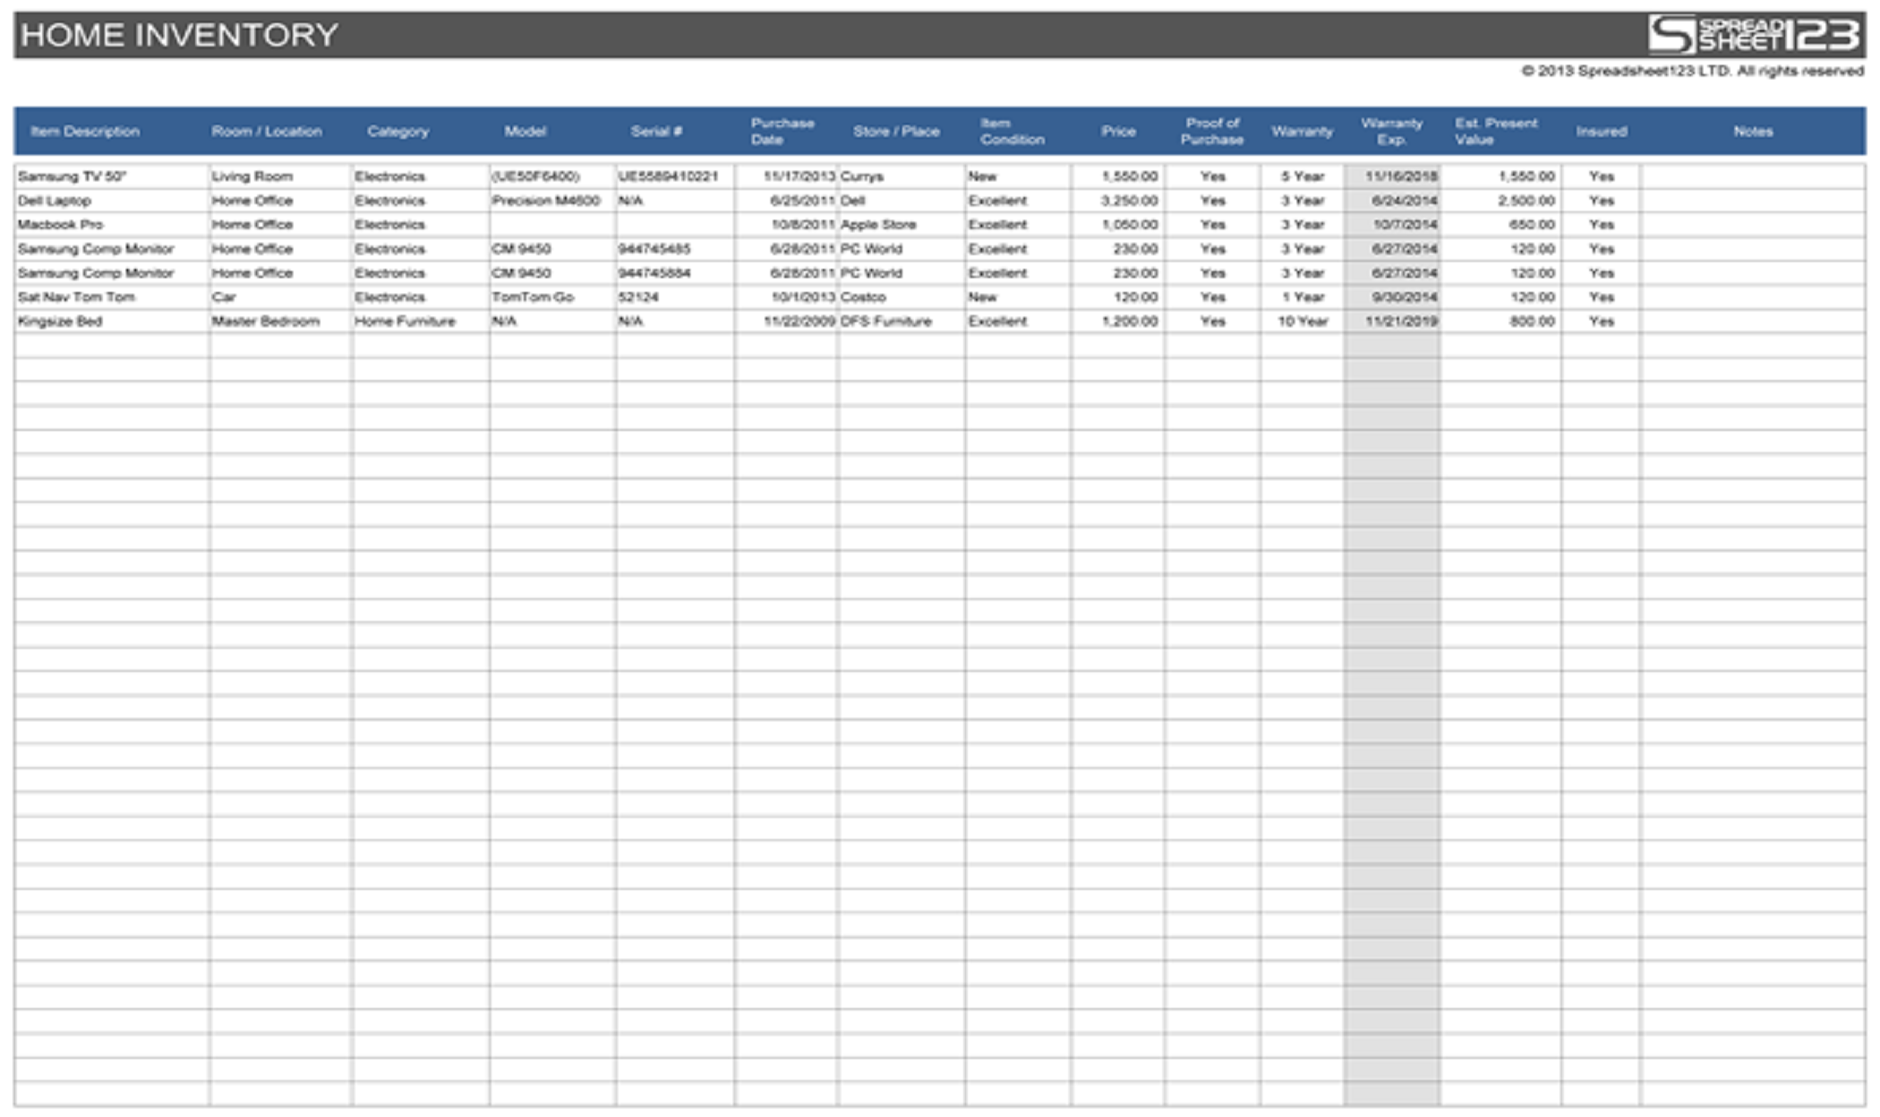 HOME INVENTORY
SPREAD SHEET123
© 2013 Spreadsheet123 LTD. All rights reserved
Item Description Room / Location Category Model Serial # Purchase Date Store / Place Item Condition Price Proof of Purchase Warranty Warranty Exp. Est. Present Value Insured Notes
Samsung TV 50" Living Room Electronics (UE50F6400) UE5589410221 11/17/2013 Currys New 1,550.00 Yes 5 Year 11/16/2018 1,550.00 Yes
Dell Laptop Home Office Electronics Precision M4600 N/A 6/25/2011 Dell Excellent 3,250.00 Yes 3 Year 6/24/2014 2,500.00 Yes
Macbook Pro Home Office Electronics 10/8/2011 Apple Store Excellent 1,050.00 Yes 3 Year 10/7/2014 650.00 Yes
Samsung Comp Monitor Home Office Electronics CM 9450 944745485 6/28/2011 PC World Excellent 230.00 Yes 3 Year 6/27/2014 120.00 Yes
Samsung Comp Monitor Home Office Electronics CM 9450 944745884 6/28/2011 PC World Excellent 230.00 Yes 3 Year 6/27/2014 120.00 Yes
Sat Nav Tom Tom Car Electronics TomTom Go 52124 10/1/2013 Costco New 120.00 Yes 1 Year 9/30/2014 120.00 Yes
Kingsize Bed Master Bedroom Home Furniture N/A N/A 11/22/2009 DFS Furniture Excellent 1,200.00 Yes 10 Year 11/21/2019 800.00 Yes